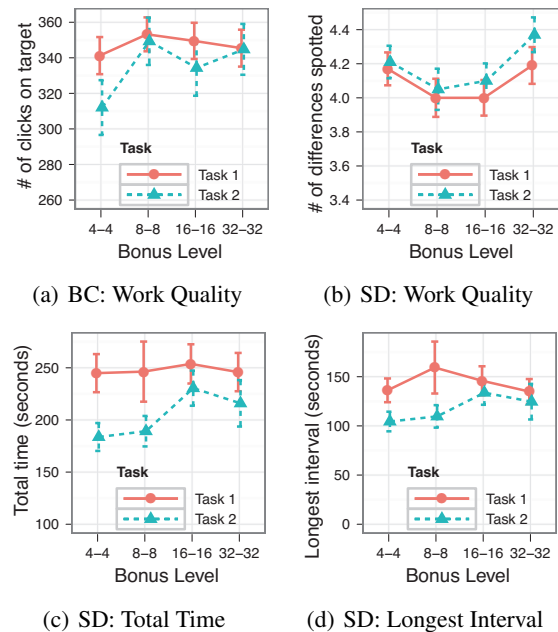 # of clicks on target
360
340
320
300
280
260
Task
Task 1
Task 2
4–4 8–8 16–16 32–32
Bonus Level
(a) BC: Work Quality
# of differences spotted
4.4
4.2
4.0
3.8
3.6
3.4
Task
Task 1
Task 2
4–4 8–8 16–16 32–32
Bonus Level
(b) SD: Work Quality
Total time (seconds)
250
200
150
100
Task
Task 1
Task 2
4–4 8–8 16–16 32–32
Bonus Level
(c) SD: Total Time
Longest interval (seconds)
150
100
50
0
Task
Task 1
Task 2
4–4 8–8 16–16 32–32
Bonus Level
(d) SD: Longest Interval